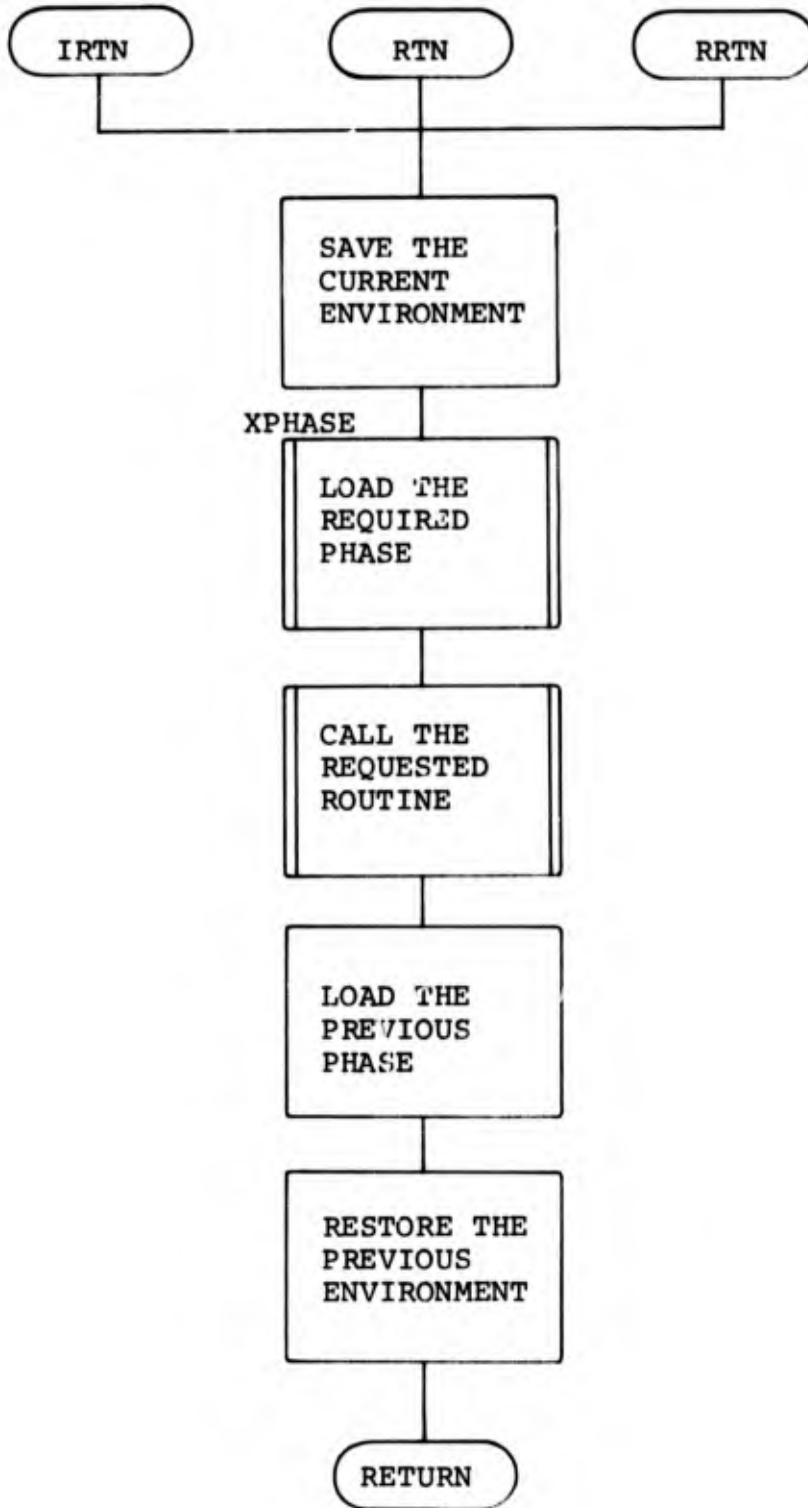 IRTN
RTN
RRTN
SAVE THE
CURRENT
ENVIRONMENT
XPHASE
LOAD THE
REQUIRED
PHASE
CALL THE
REQUESTED
ROUTINE
LOAD THE
PREVIOUS
PHASE
RESTORE THE
PREVIOUS
ENVIRONMENT
RETURN